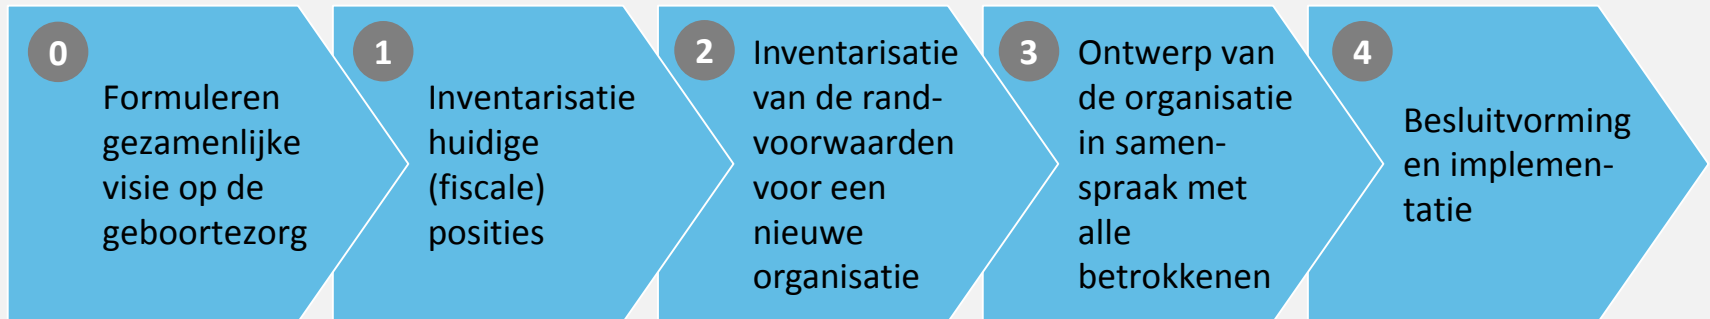 0
Formuleren
gezamenlijke
visie op de
geboortezorg
1
Inventarisatie
huidige
(fiscale)
posities
2
Inventarisatie
van de rand-
voorwaarden
voor een
nieuwe
organisatie
3
Ontwerp van
de organisatie
in samen-
spraak met
alle
betrokkenen
4
Besluitvorming
en implemen-
tatie